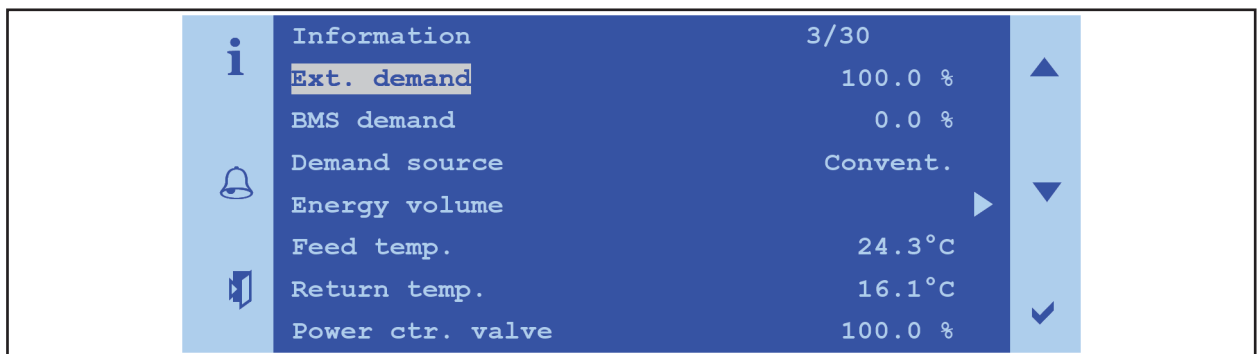 Information 3/30
Ext. demand 100.0 %
BMS demand 0.0 %
Demand source Convent.
Energy volume
Feed temp. 24.3°C
Return temp. 16.1°C
Power ctr. valve 100.0 %